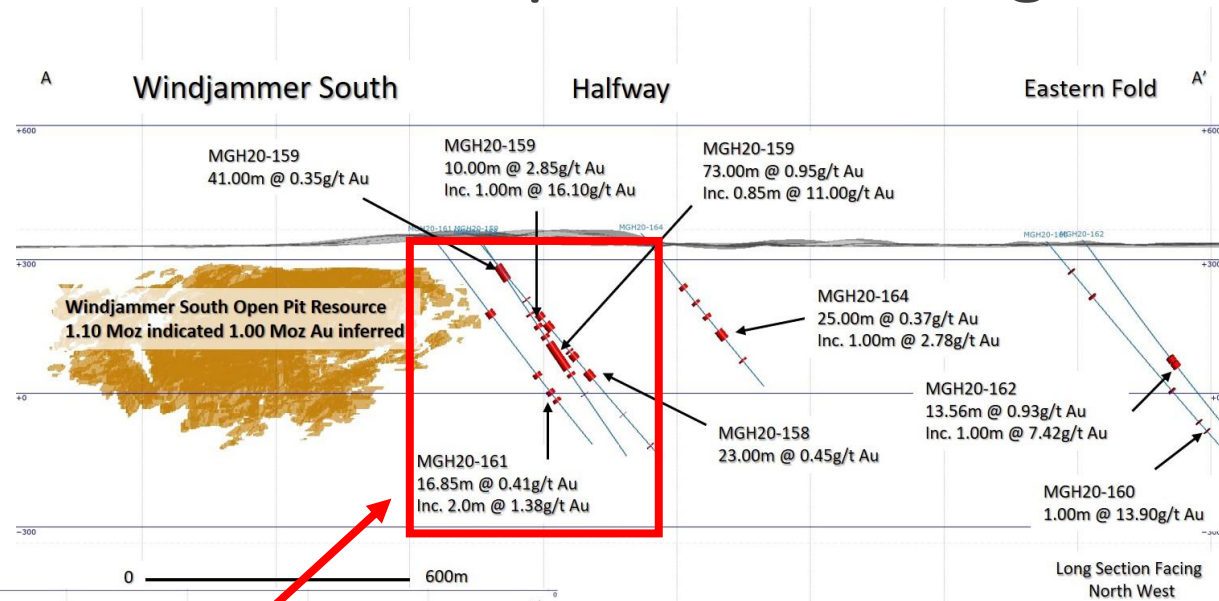 A
Windjammer South
Halfway
Eastern Fold
A'
+600
+600
MGH20-159
41.00m @ 0.35g/t Au
MGH20-159
10.00m @ 2.85g/t Au
Inc. 1.00m @ 16.10g/t Au
MGH20-159
73.00m @ 0.95g/t Au
Inc. 0.85m @ 11.00g/t Au
MGH20-161
MGH20-164
MGH20-162
+300
+300
Windjammer South Open Pit Resource
1.10 Moz indicated 1.00 Moz Au inferred
MGH20-164
25.00m @ 0.37g/t Au
Inc. 1.00m @ 2.78g/t Au
+0
MGH20-162
13.56m @ 0.93g/t Au
Inc. 1.00m @ 7.42g/t Au
MGH20-158
23.00m @ 0.45g/t Au
MGH20-161
16.85m @ 0.41g/t Au
Inc. 2.0m @ 1.38g/t Au
MGH20-160
1.00m @ 13.90g/t Au
−300
0
600m
Long Section Facing
North West